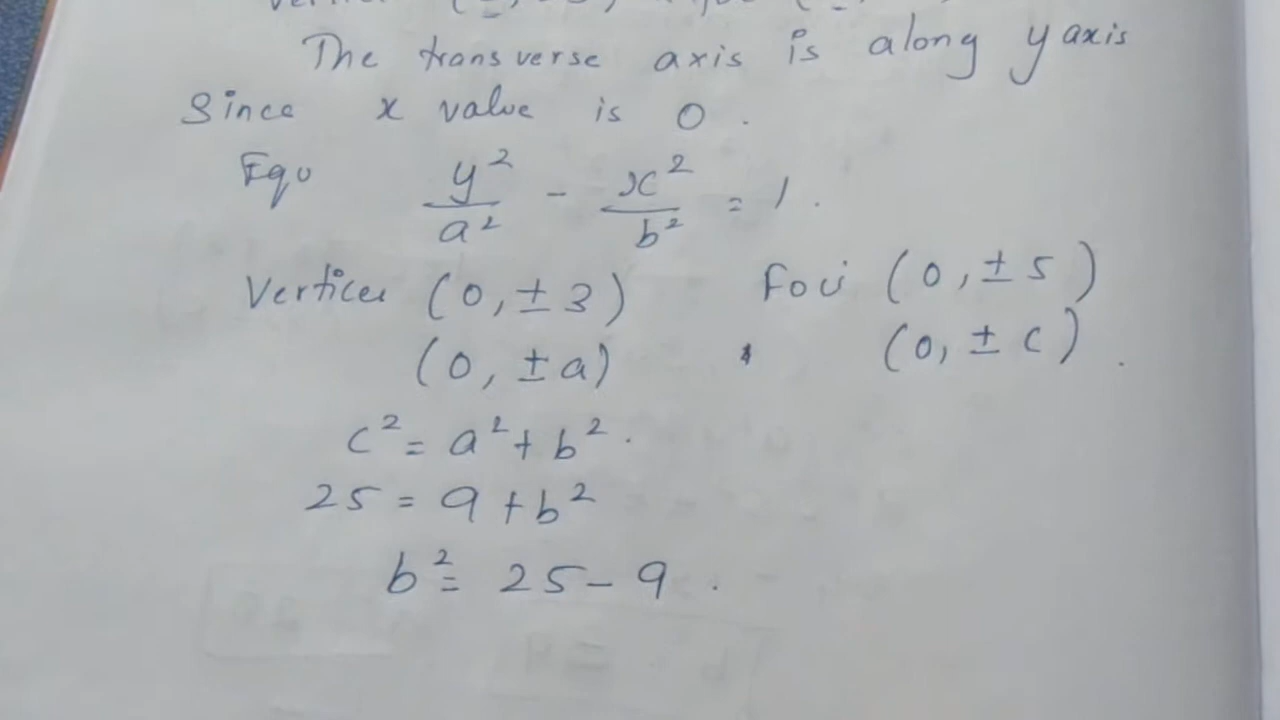 The transverse axis is along y axis
Since x value is 0.
Equ y²/a² - x²/b² = 1.
Vertices (0, ±3) Foci (0, ±5)
(0, ±a) (0, ±c).
c² = a² + b².
25 = 9 + b²
b² = 25 - 9.